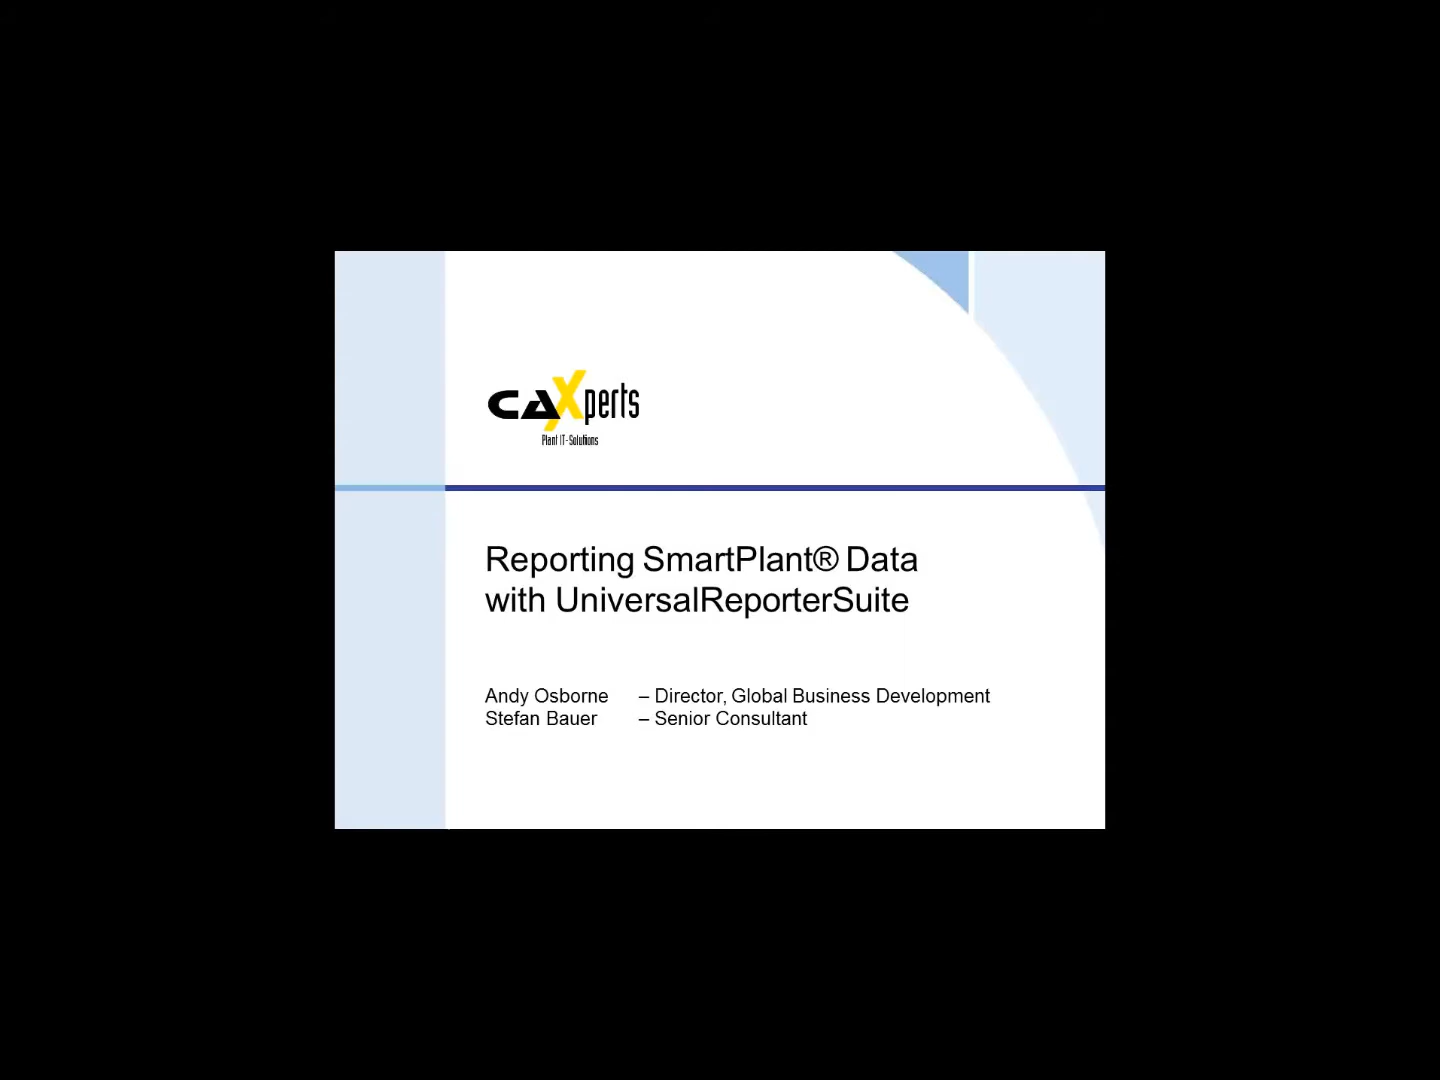 CAXperts
Plant IT-Solutions
Reporting SmartPlant® Data
with UniversalReporterSuite
Andy Osborne – Director, Global Business Development
Stefan Bauer – Senior Consultant